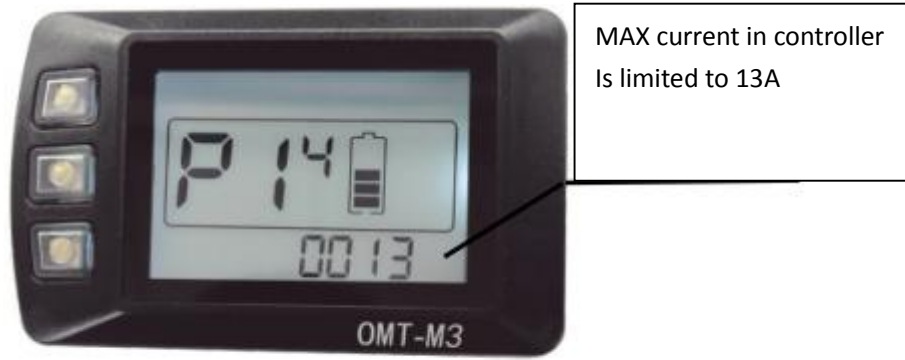 MAX current in controller
Is limited to 13A
P14
0013
OMT-M3